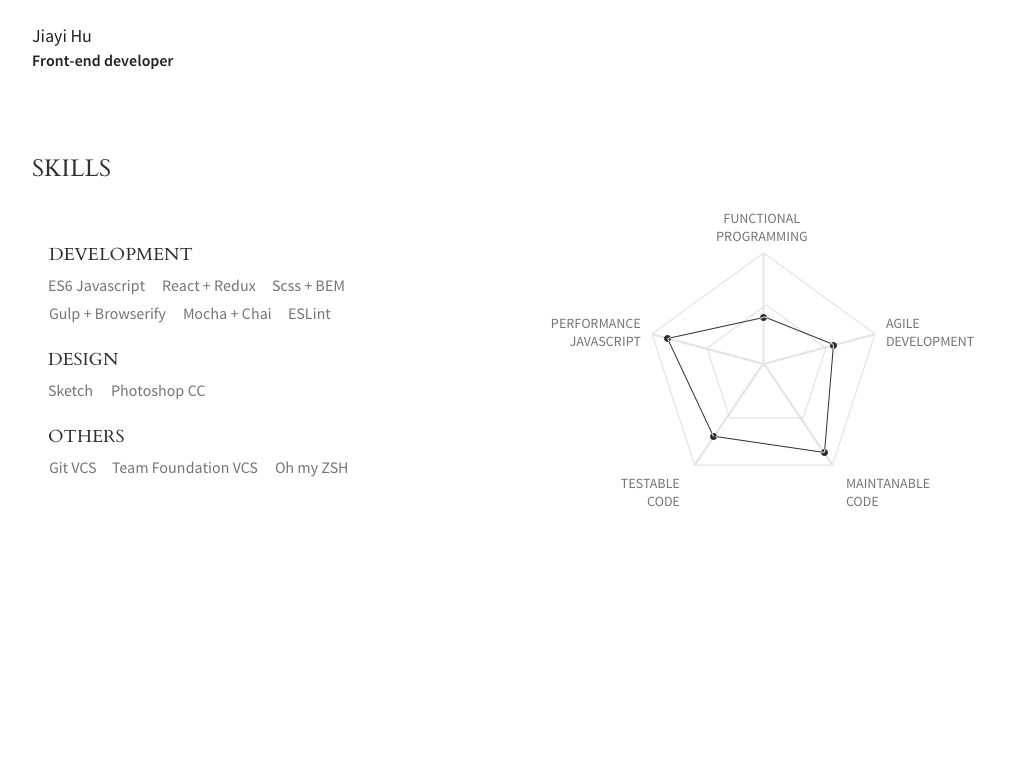 Jiayi Hu
Front-end developer
SKILLS
DEVELOPMENT
ES6 Javascript React + Redux Scss + BEM
Gulp + Browserify Mocha + Chai ESLint
DESIGN
Sketch Photoshop CC
OTHERS
Git VCS Team Foundation VCS Oh my ZSH
FUNCTIONAL
PROGRAMMING
PERFORMANCE
JAVASCRIPT
AGILE
DEVELOPMENT
TESTABLE
CODE
MAINTANABLE
CODE